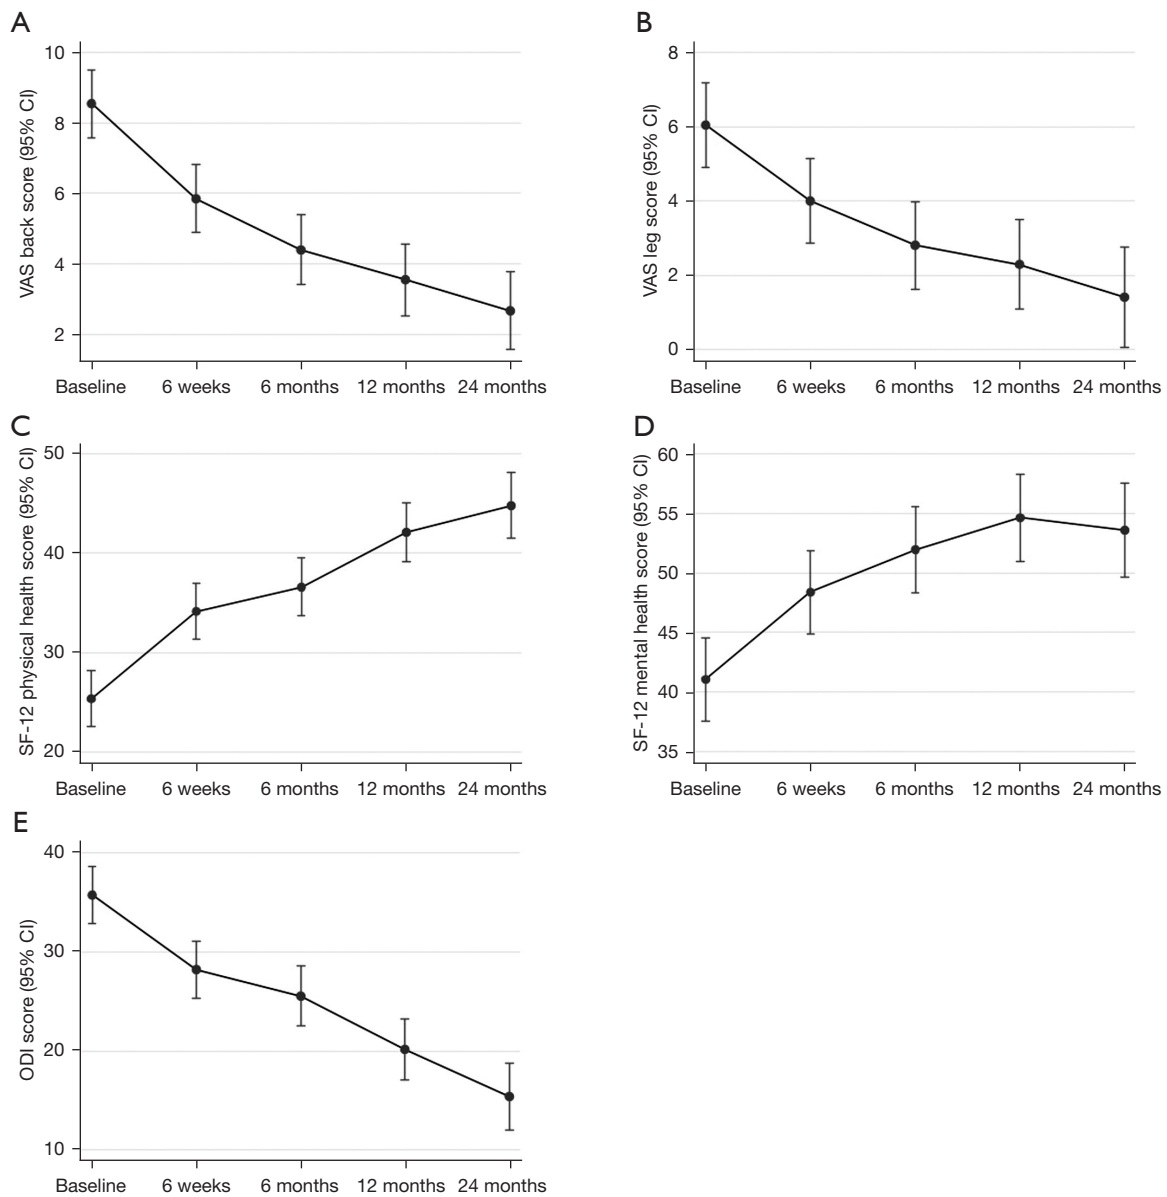 A
VAS back score (95% CI)
10
8
6
4
2
Baseline 6 weeks 6 months 12 months 24 months
B
VAS leg score (95% CI)
8
6
4
2
0
Baseline 6 weeks 6 months 12 months 24 months
C
SF-12 physical health score (95% CI)
50
40
30
20
Baseline 6 weeks 6 months 12 months 24 months
D
SF-12 mental health score (95% CI)
60
55
50
45
40
35
Baseline 6 weeks 6 months 12 months 24 months
E
ODI score (95% CI)
40
30
20
10
Baseline 6 weeks 6 months 12 months 24 months